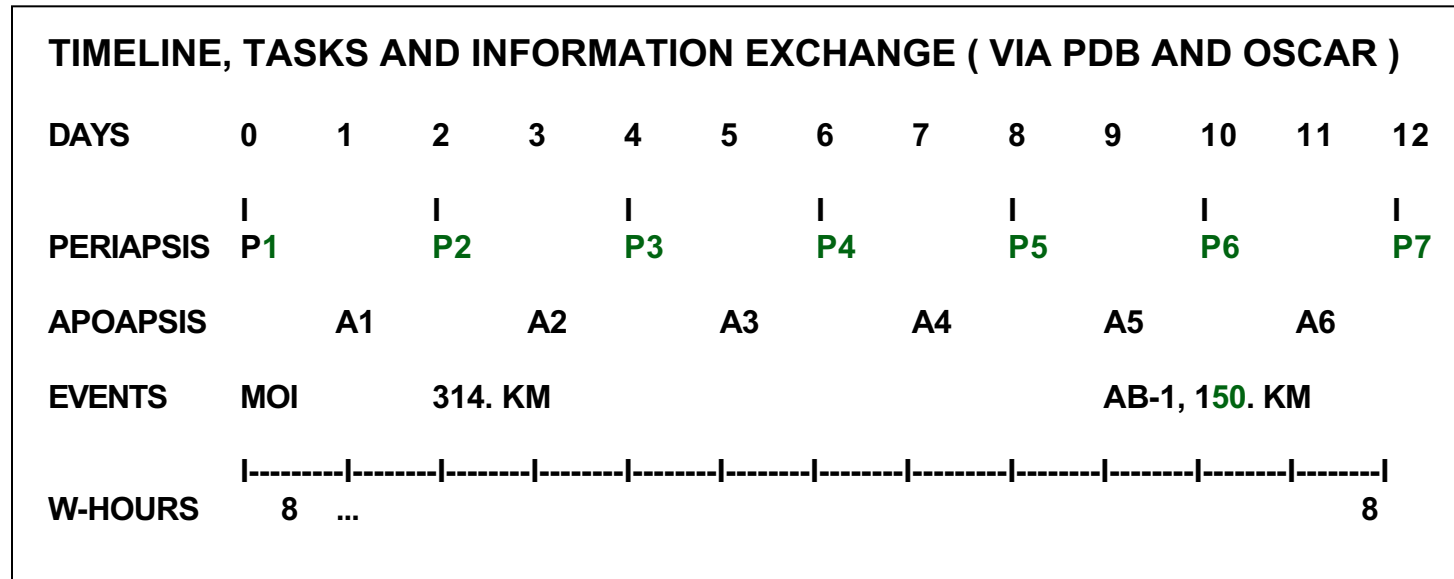 TIMELINE, TASKS AND INFORMATION EXCHANGE ( VIA PDB AND OSCAR )
DAYS 0 1 2 3 4 5 6 7 8 9 10 11 12
I I I I I I I
PERIAPSIS P1 P2 P3 P4 P5 P6 P7
APOAPSIS A1 A2 A3 A4 A5 A6
EVENTS MOI 314. KM AB-1, 150. KM
|---------|--------|--------|--------|--------|--------|--------|---------|--------|--------|--------|--------|
W-HOURS 8 ... 8